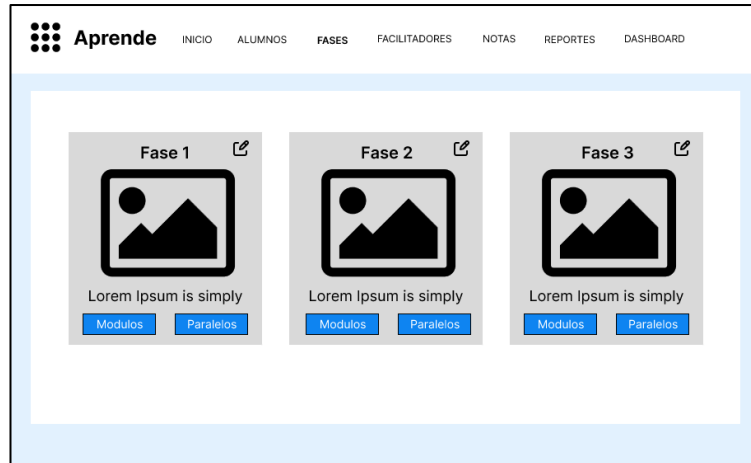 Aprende INICIO ALUMNOS FASES FACILITADORES NOTAS REPORTES DASHBOARD
Fase 1
Lorem Ipsum is simply
Modulos Paralelos
Fase 2
Lorem Ipsum is simply
Modulos Paralelos
Fase 3
Lorem Ipsum is simply
Modulos Paralelos